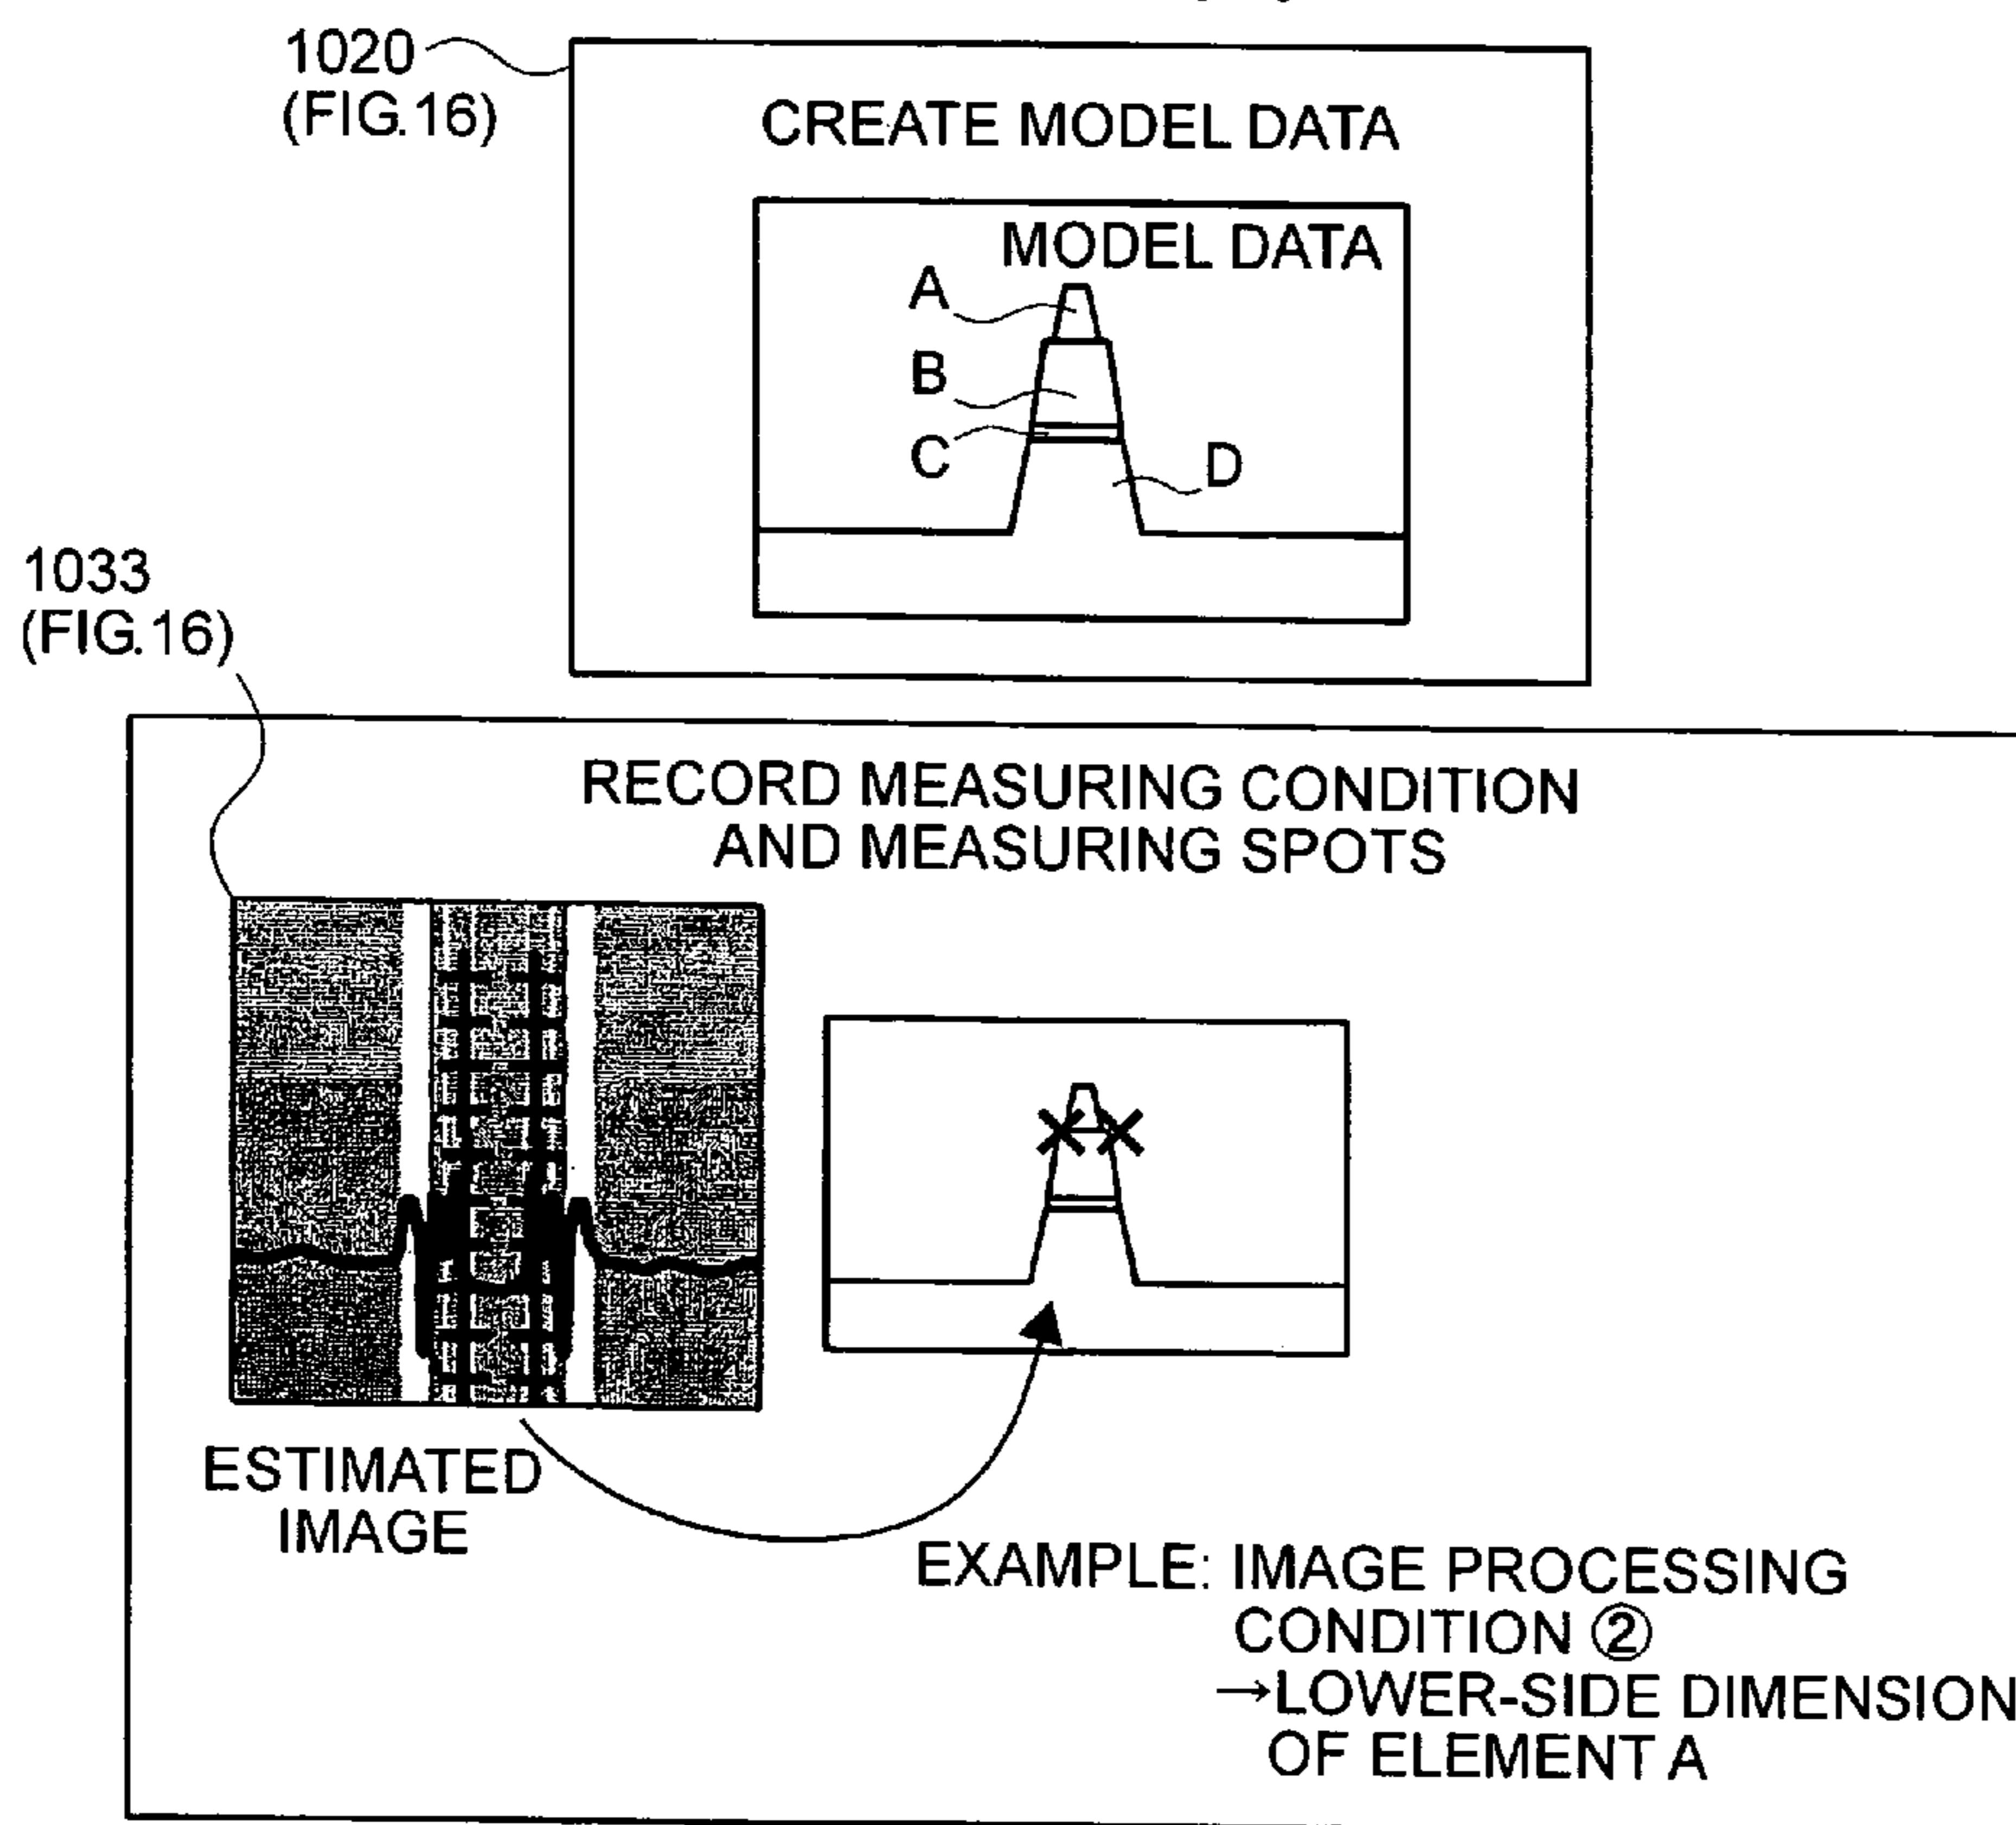 1020
(FIG.16)
CREATE MODEL DATA
MODEL DATA
A
B
C
D
1033
(FIG.16)
RECORD MEASURING CONDITION
AND MEASURING SPOTS
ESTIMATED
IMAGE
EXAMPLE: IMAGE PROCESSING
CONDITION ②
→LOWER-SIDE DIMENSION
OF ELEMENT A